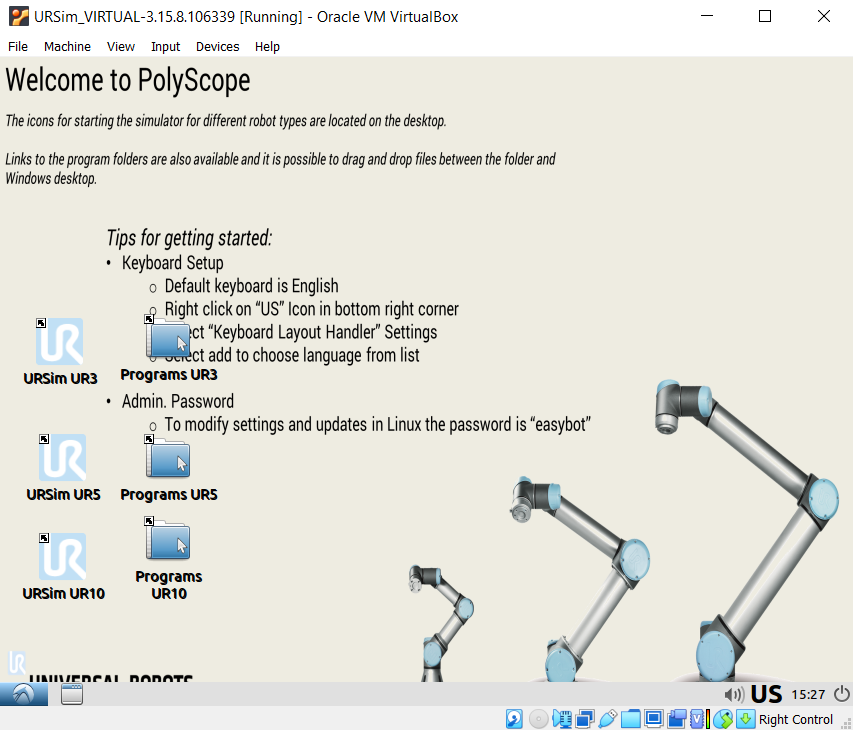 URSim_VIRTUAL-3.15.8.106339 [Running] - Oracle VM VirtualBox
File Machine View Input Devices Help
Welcome to PolyScope
The icons for starting the simulator for different robot types are located on the desktop.
Links to the program folders are also available and it is possible to drag and drop files between the folder and
Windows desktop.
Tips for getting started:
• Keyboard Setup
o Default keyboard is English
o Right click on “US” Icon in bottom right corner
“Keyboard Layout Handler” Settings
o Select add to choose language from list
UR
URSim UR3
Programs UR3
• Admin. Password
o To modify settings and updates in Linux the password is “easybot”
UR
URSim UR5
Programs UR5
UR
URSim UR10
Programs
UR10
UR
UNIVERSAL ROBOTS
US 15:27
Right Control